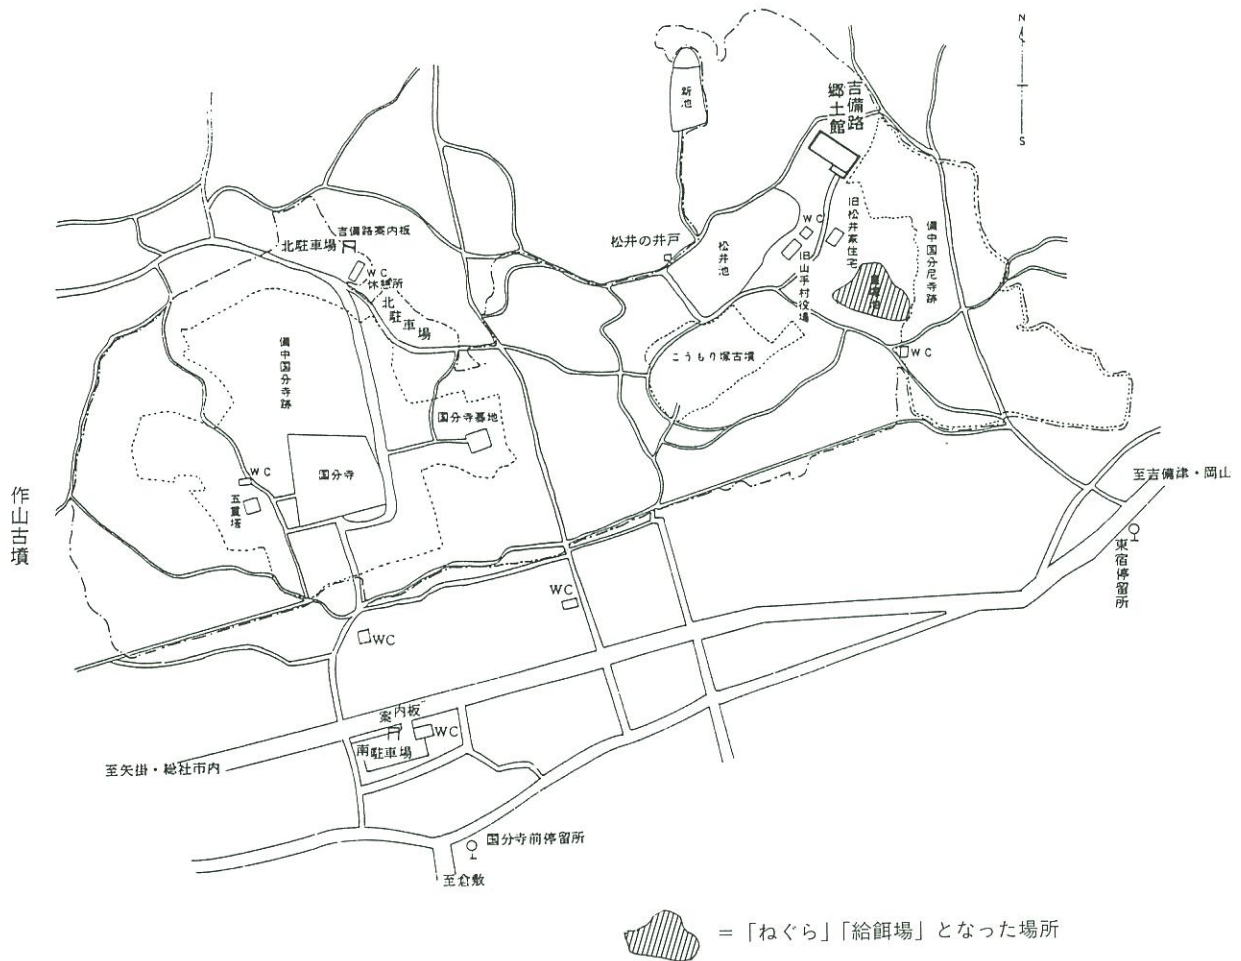 N
S
新池
吉備路
郷土館
吉備路案内板
北駐車場
WC
休憩所
北駐車場
松井の井戸
松井池
WC
旧山手村役場
旧松井家住宅
備中国分尼寺跡
WC
こうもり塚古墳
備中国分寺跡
国分寺墓地
国分寺
WC
五重塔
作山古墳
至吉備津・岡山
東宿停留所
WC
WC
案内板
WC
南駐車場
至矢掛・総社市内
国分寺前停留所
至倉敷
=「ねぐら」「給餌場」となった場所